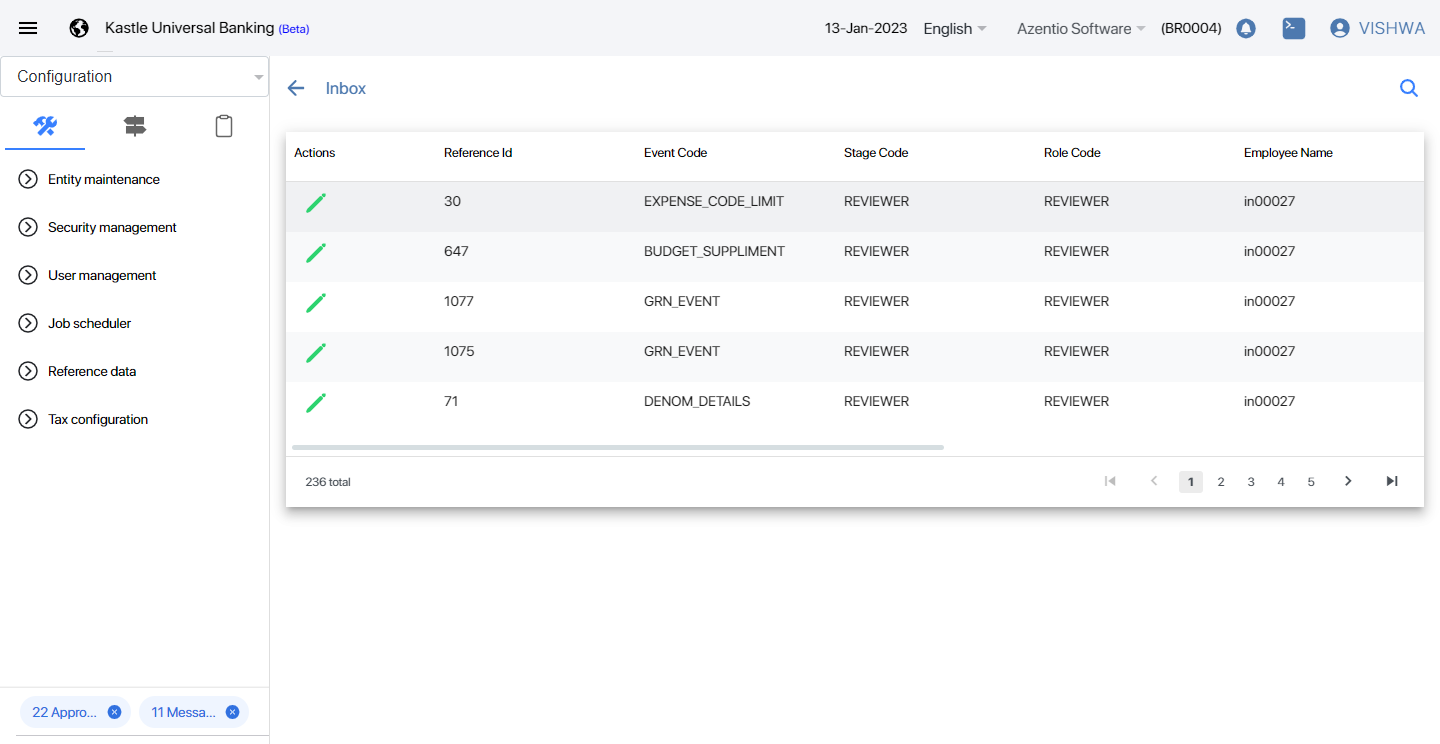 Kastle Universal Banking (Beta)
13-Jan-2023 English Azentio Software (BR0004) VISHWA
Configuration
Entity maintenance
Security management
User management
Job scheduler
Reference data
Tax configuration
22 Appro... 11 Messa...
Inbox
Actions Reference Id Event Code Stage Code Role Code Employee Name
30 EXPENSE_CODE_LIMIT REVIEWER REVIEWER in00027
647 BUDGET_SUPPLIMENT REVIEWER REVIEWER in00027
1077 GRN_EVENT REVIEWER REVIEWER in00027
1075 GRN_EVENT REVIEWER REVIEWER in00027
71 DENOM_DETAILS REVIEWER REVIEWER in00027
236 total 1 2 3 4 5